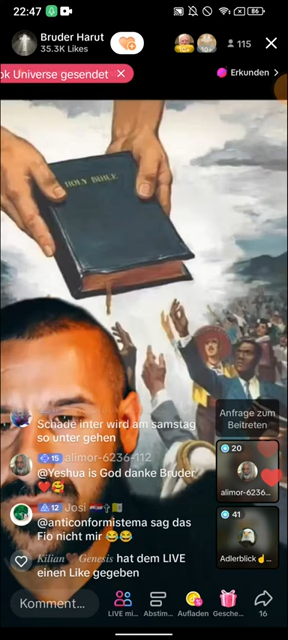 22:47
86
Bruder Harut
35.3K Likes
115
ok Universe gesendet
Erkunden
HOLY BIBLE
Schade inter wird am samstag
so unter gehen
15 alimor-6236-112
@Yeshua is God danke Bruder
12 Josi
@anticonformistema sag das
Fio nicht mir
Kilian Genesis hat dem LIVE
einen Like gegeben
Anfrage zum
Beitreten
20
alimor-6236...
41
Adlerblick
Komment...
LIVE mi...
Abstim...
Aufladen
Gesche...
16